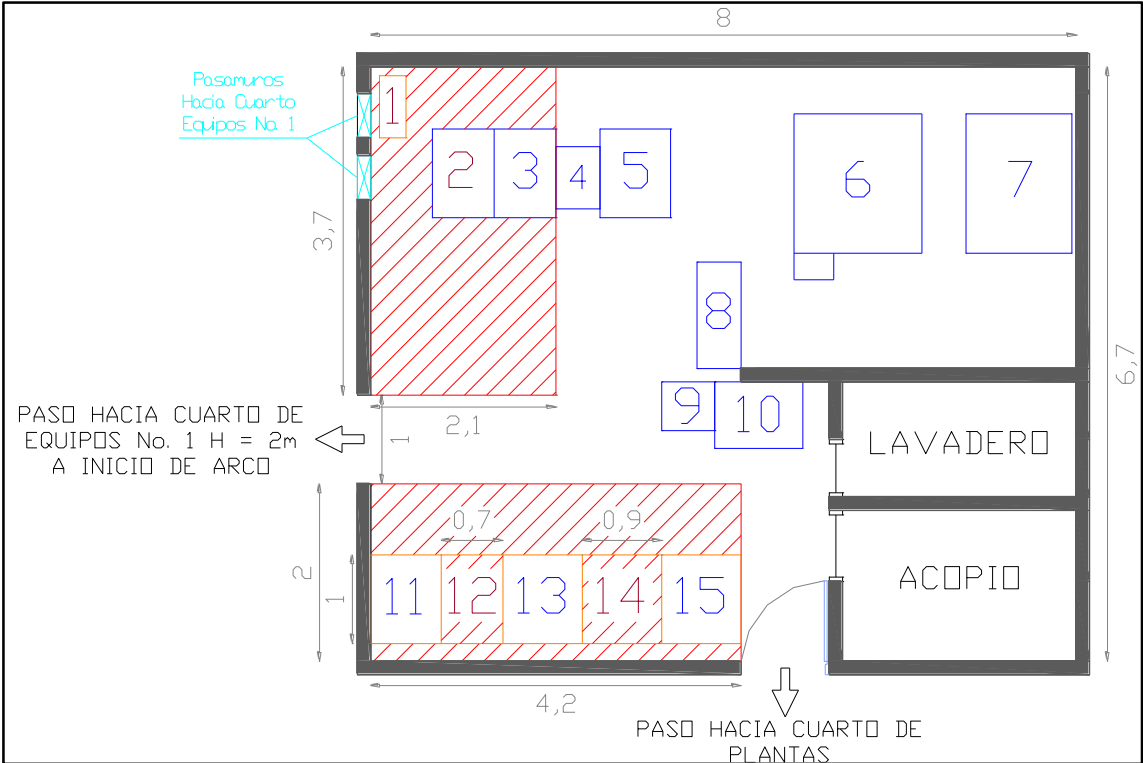 8
Pasamuros
Hacia Cuarto
Equipos No. 1
1
2
3
4
5
6
7
3,7
8
6,7
PASO HACIA CUARTO DE
EQUIPOS No. 1 H = 2m
A INICIO DE ARCO
2,1
1
9
10
LAVADERO
0,7
0,9
2
1
11
12
13
14
15
ACOPIO
4,2
PASO HACIA CUARTO DE
PLANTAS